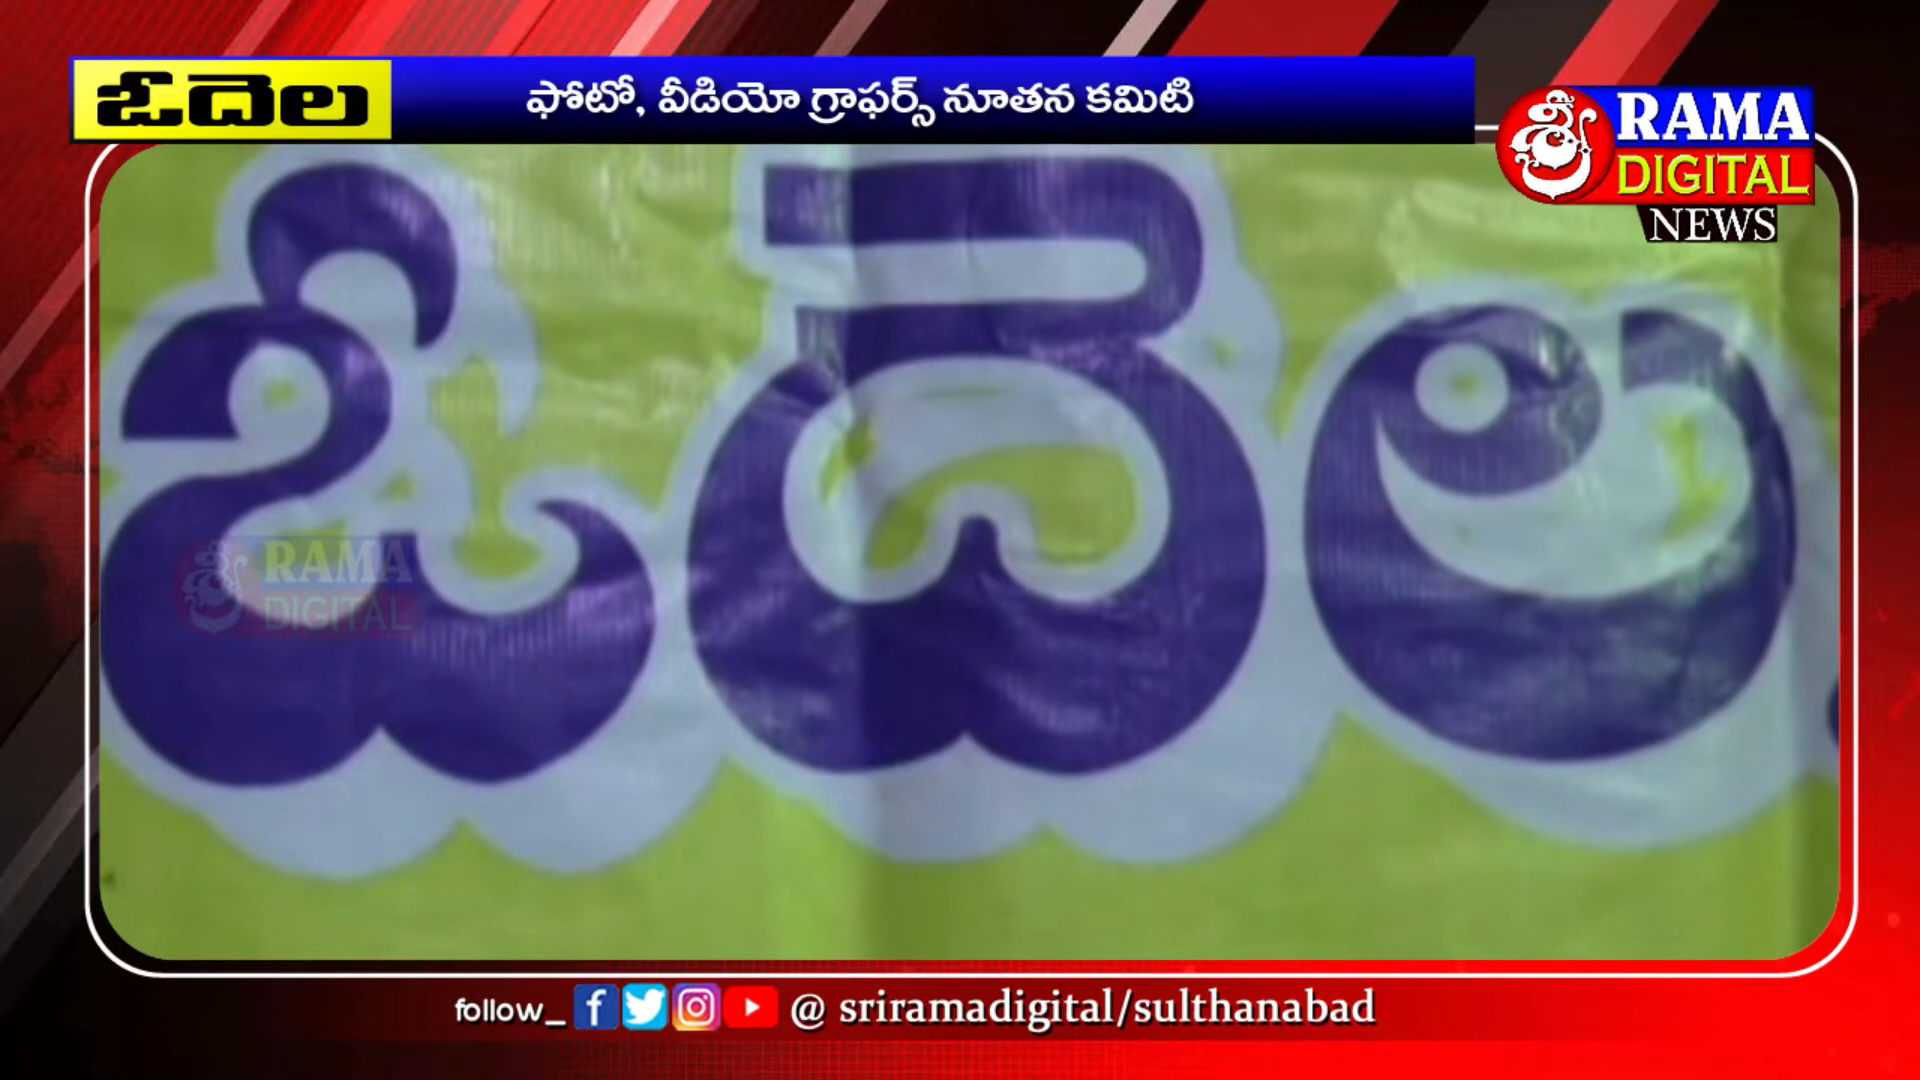 ఓదెల
ఫోటో, వీడియో గ్రాఫర్స్ నూతన కమిటి
శ్రీ RAMA
DIGITAL
NEWS
ఓదెల
శ్రీ RAMA
DIGITAL
follow_ @ sriramadigital/sulthanabad